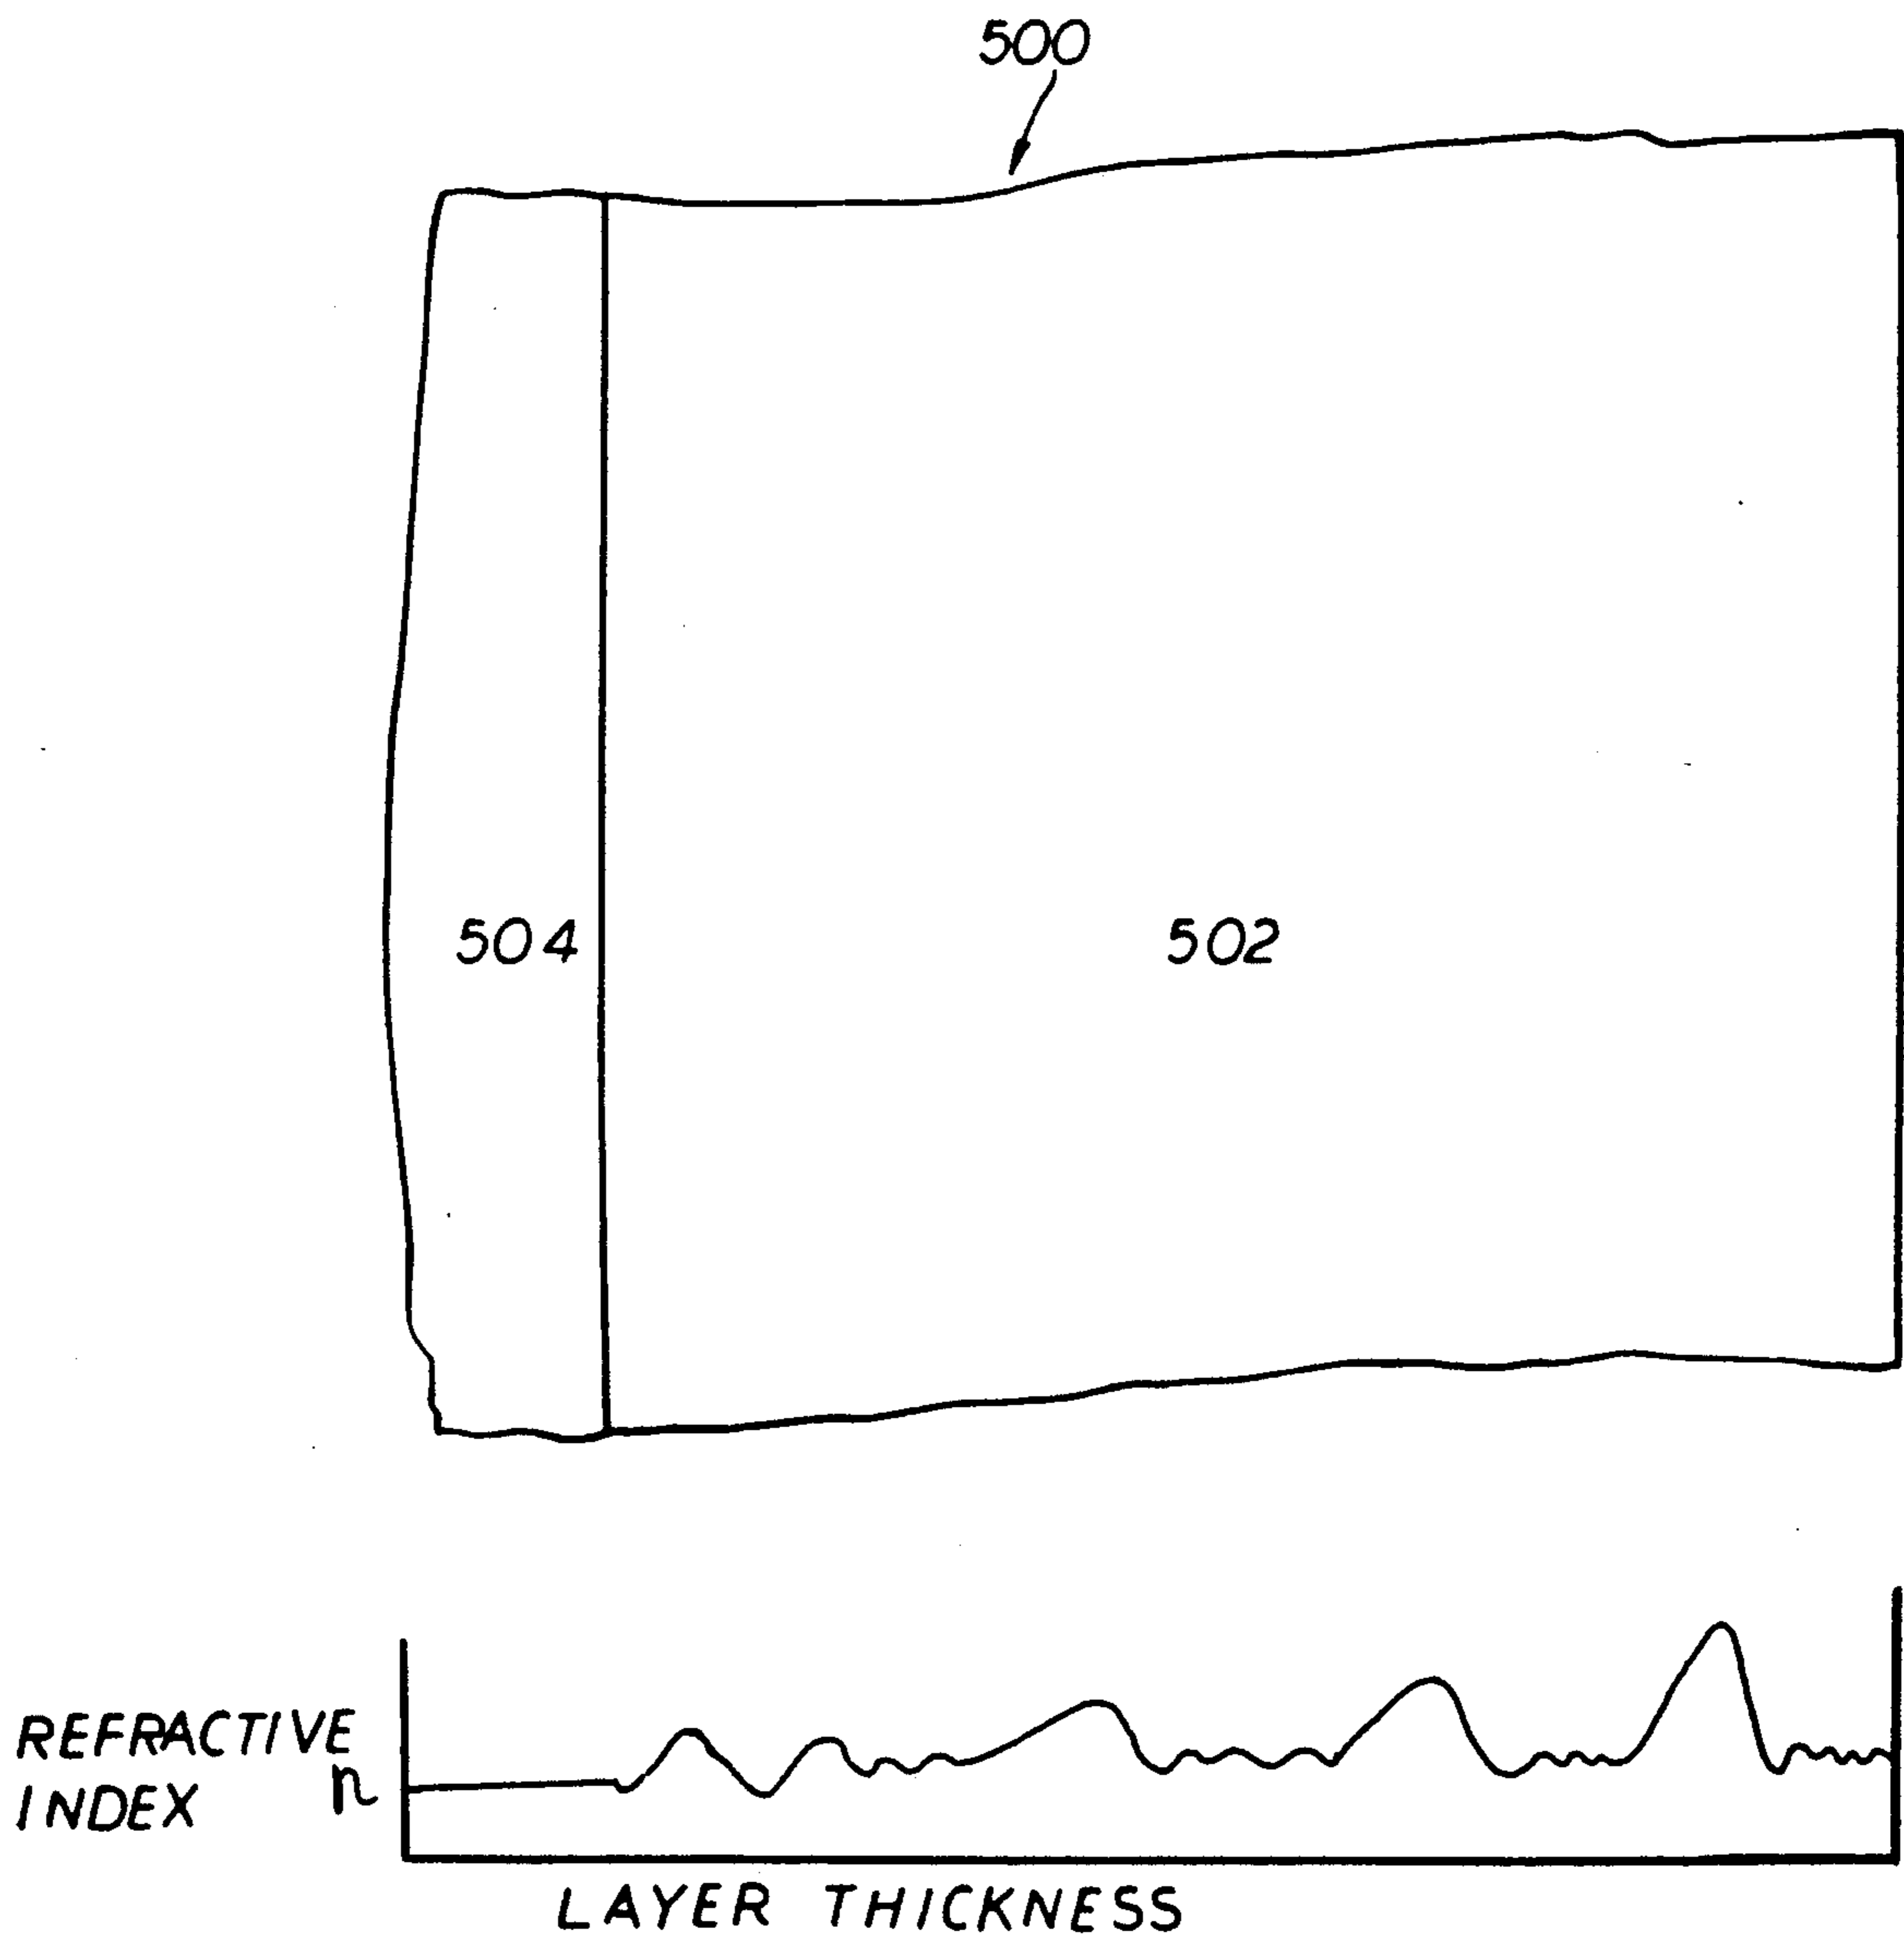 500
504
502
REFRACTIVE
INDEX
n
LAYER THICKNESS